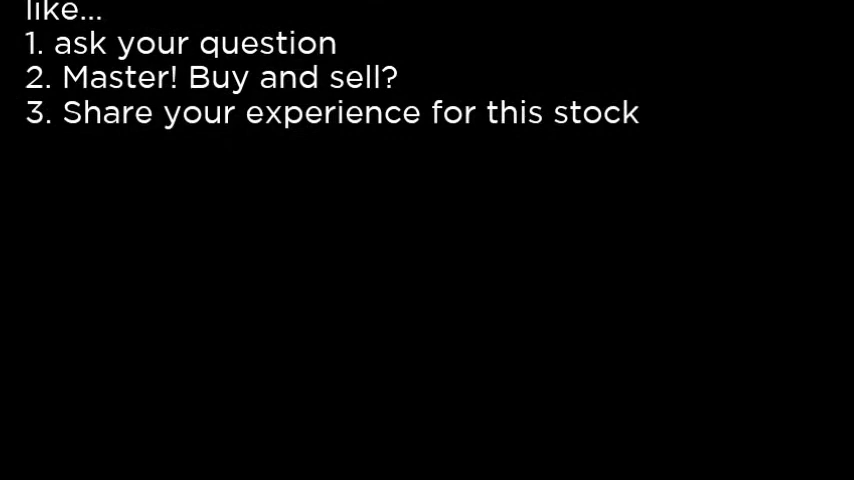 like...
1. ask your question
2. Master! Buy and sell?
3. Share your experience for this stock